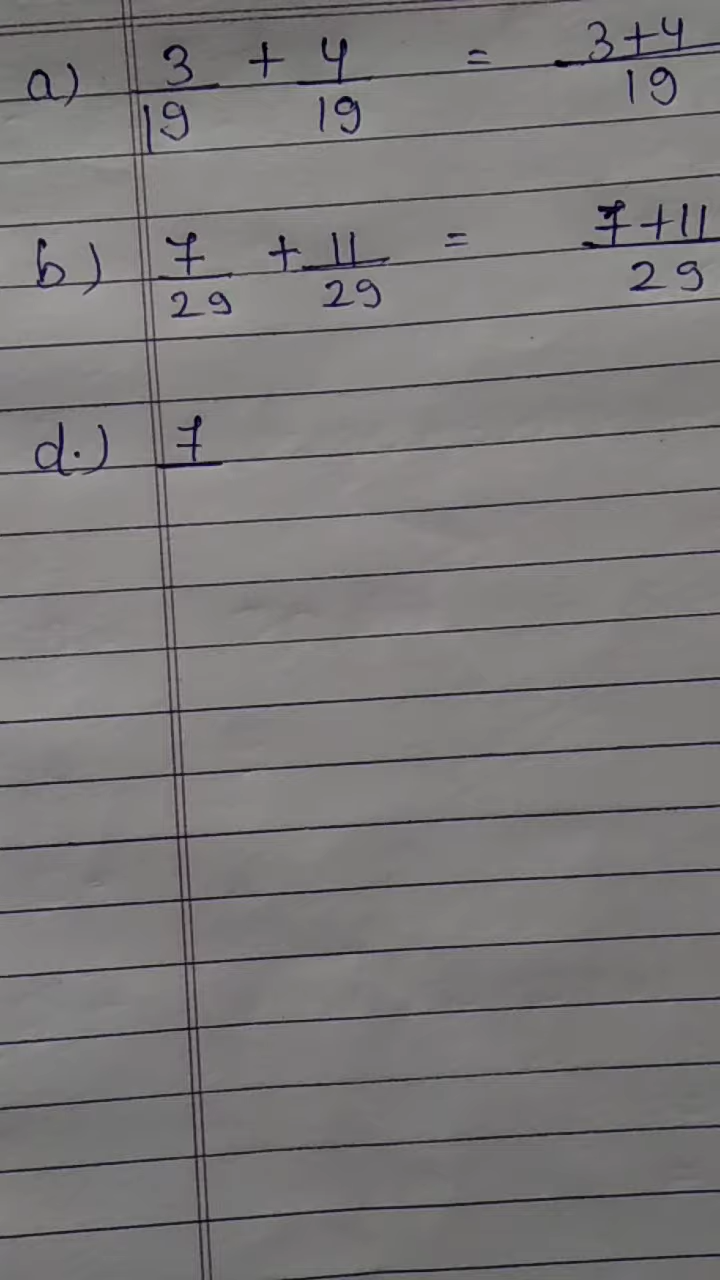 a) 3/19 + 4/19 = 3+4/19
b) 7/29 + 11/29 = 7+11/29
d.) 7